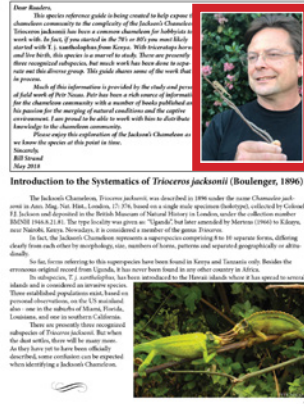 Dear Readers,
This species reference guide is being created to help expose the
chameleon community to the complexity of the Jackson's Chameleon.
Trioceros jacksonii has been a common chameleon for hobbyists to
work with. In fact, if you started in the 70's or 80's you most likely
started with T. j. xantholophus from Kenya. With triceratops horns
and live birth, this species is a marvel to study. There are presently
three recognized subspecies, but much work has been done to sepa-
rate out this diverse group. This guide shares some of the work that is
in process.
Much of this information is provided by the study and
of field work of Petr Necas. Petr has been a rich source of information
for the chameleon community with a number of books published and
his passion for the merging of natural conditions and the captive
environment. I am proud to be able to work with him to distribute
knowledge to the chameleon community.
Please enjoy this exploration of the Jackson's Chameleon as
we know the species at this point in time.
Sincerely,
Bill Strand
May 2018
Introduction to the Systematics of Trioceros jacksonii (Boulenger, 1896)
The Jackson's Chameleon, Trioceros jacksonii, was described in 1896 under the name Chamaeleon jack-
sonii in Ann. Mag. Nat. Hist., London, 17: 376, based on a single male specimen (holotype), collected by Colonel
F.J. Jackson and deposited in the British Museum of Natural History in London, under the collection number
BMNH 1946.8.21.81. The type locality was given as: "Uganda", but later amended by Mertens (1966) to Kikuyu,
near Nairobi, Kenya. Nowadays, it is considered a member of the genus Trioceros.
In fact, the Jackson's Chameleon represents a superspecies comprising 8 to 10 separate forms, differing
clearly from each other by morphology, size, numbers of horns, patterns and separated geographically or altitu-
dinally.
So far, forms referring to this superspecies have been found in Kenya and Tanzania only. Besides the
erroneous original record from Uganda, it has never been found in any other country in Africa.
Its subspecies, T. j. xantholophus, has been introduced to the Hawaii islands where it has spread to several
islands and is considered an invasive species.
Three established populations exist, based on
personal observations, on the US mainland
also - one in the suburbs of Miami, Florida,
Louisiana, and one in southern California.
There are presently three recognized
subspecies of Trioceros jacksonii. But when
the dust settles, there will be many more.
As they have yet to have been officially
described, some confusion can be expected
when identifying a Jackson's Chameleon.